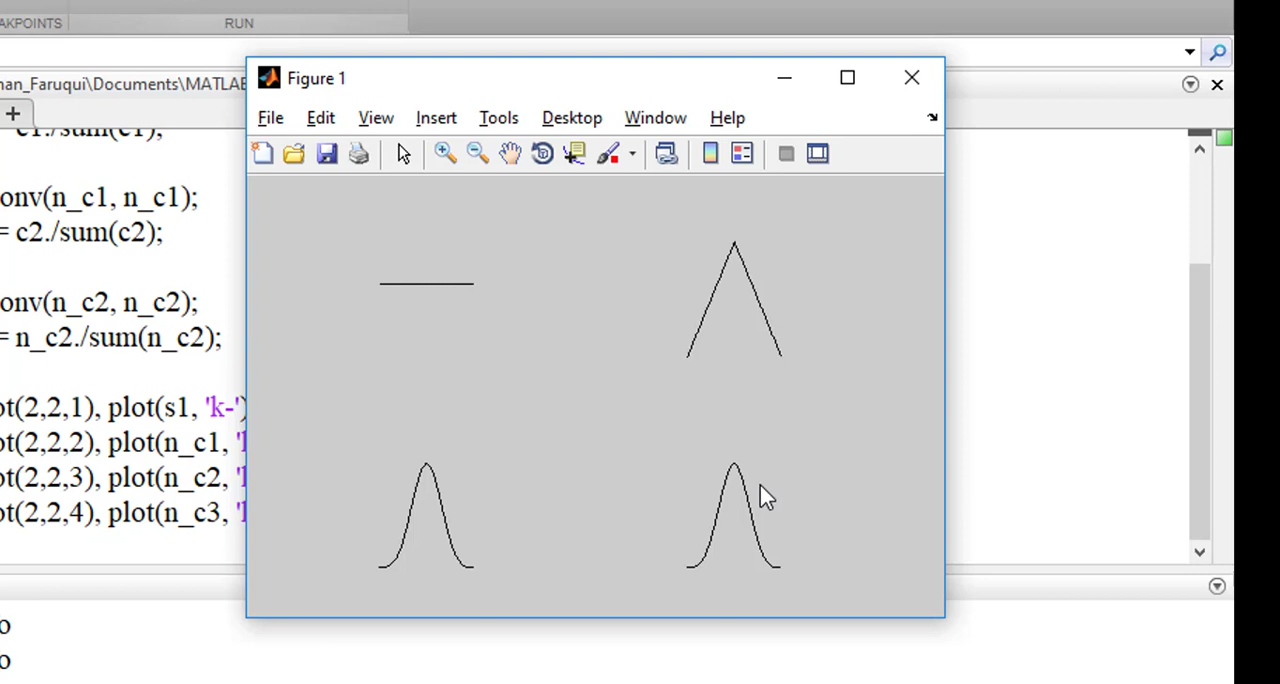 AKPOINTS
RUN
nan_Faruqui\Documents\MATLAB
Figure 1
File Edit View Insert Tools Desktop Window Help
+
c1./sum(c1);
onv(n_c1, n_c1);
= c2./sum(c2);
onv(n_c2, n_c2);
= n_c2./sum(n_c2);
ot(2,2,1), plot(s1, 'k-')
ot(2,2,2), plot(n_c1, '
ot(2,2,3), plot(n_c2, '
ot(2,2,4), plot(n_c3, '
o
o